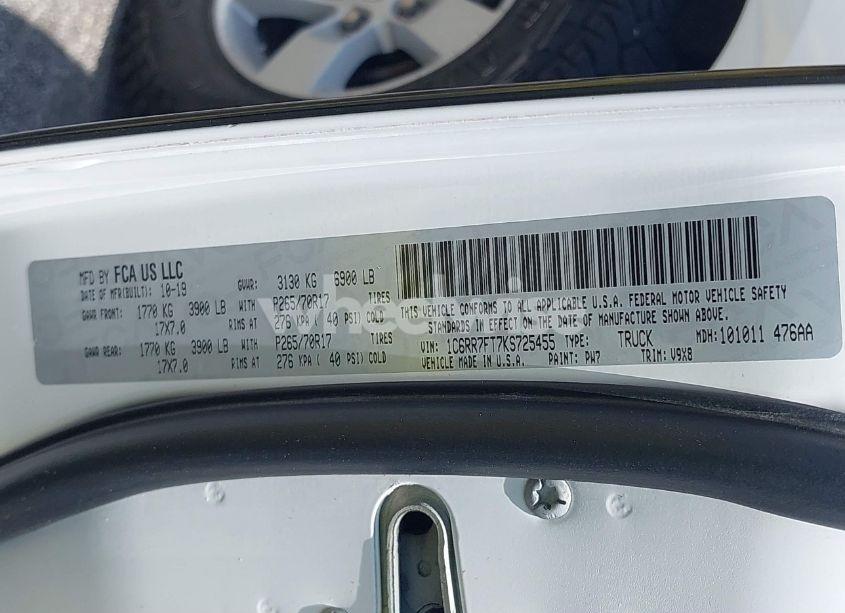 MFD BY FCA US LLC
DATE OF MFR(BUILT): 10-19 GVWR: 3130 KG 6900 LB
GAWR FRONT: 1770 KG 3900 LB WITH P265/70R17 TIRES
17X7.0 RIMS AT 276 KPA ( 40 PSI) COLD
GAWR REAR: 1770 KG 3900 LB WITH P265/70R17 TIRES
17X7.0 RIMS AT 276 KPA ( 40 PSI) COLD
THIS VEHICLE CONFORMS TO ALL APPLICABLE U.S.A. FEDERAL MOTOR VEHICLE SAFETY
STANDARDS IN EFFECT ON THE DATE OF MANUFACTURE SHOWN ABOVE.
VIN: 1C6RR7FT7KS725455 TYPE: TRUCK MDH: 101011 476AA
VEHICLE MADE IN U.S.A. PAINT: PW7 TRIM: V9X8